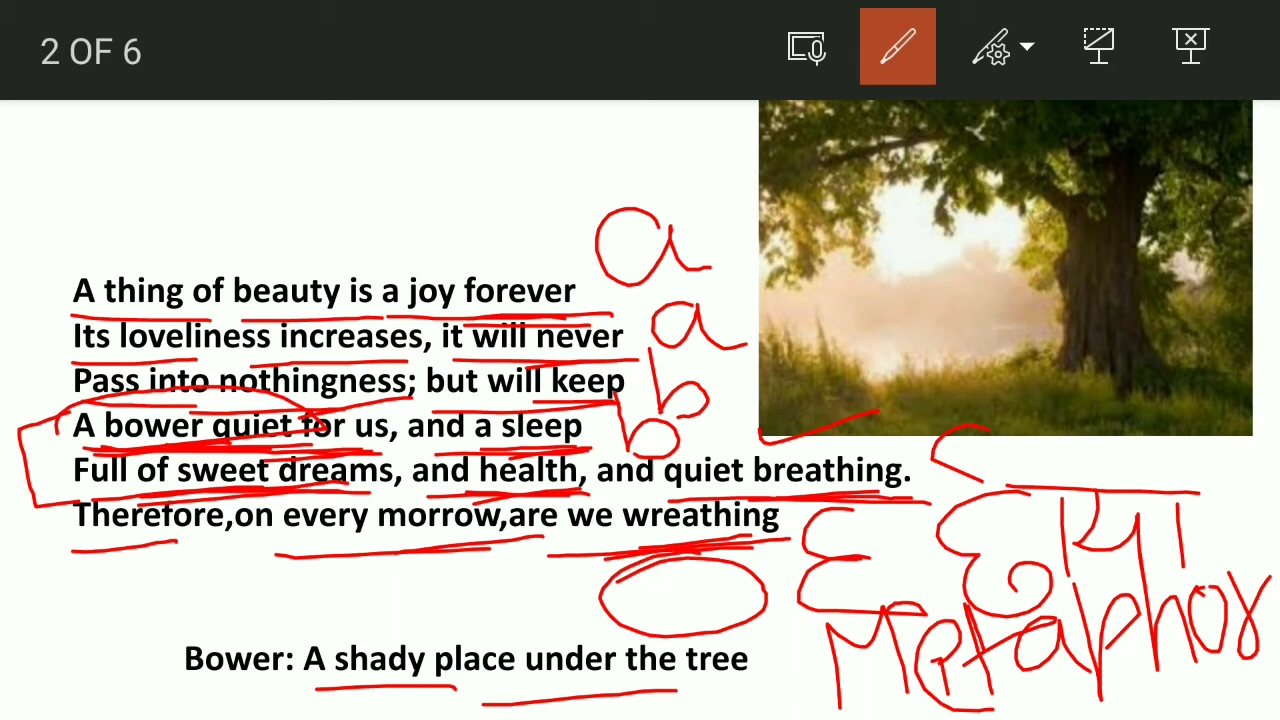 2 OF 6
A thing of beauty is a joy forever
a
Its loveliness increases, it will never
a
Pass into nothingness; but will keep
b
A bower quiet for us, and a sleep
b
Full of sweet dreams, and health, and quiet breathing.
Therefore,on every morrow,are we wreathing
Metaphor
Bower: A shady place under the tree